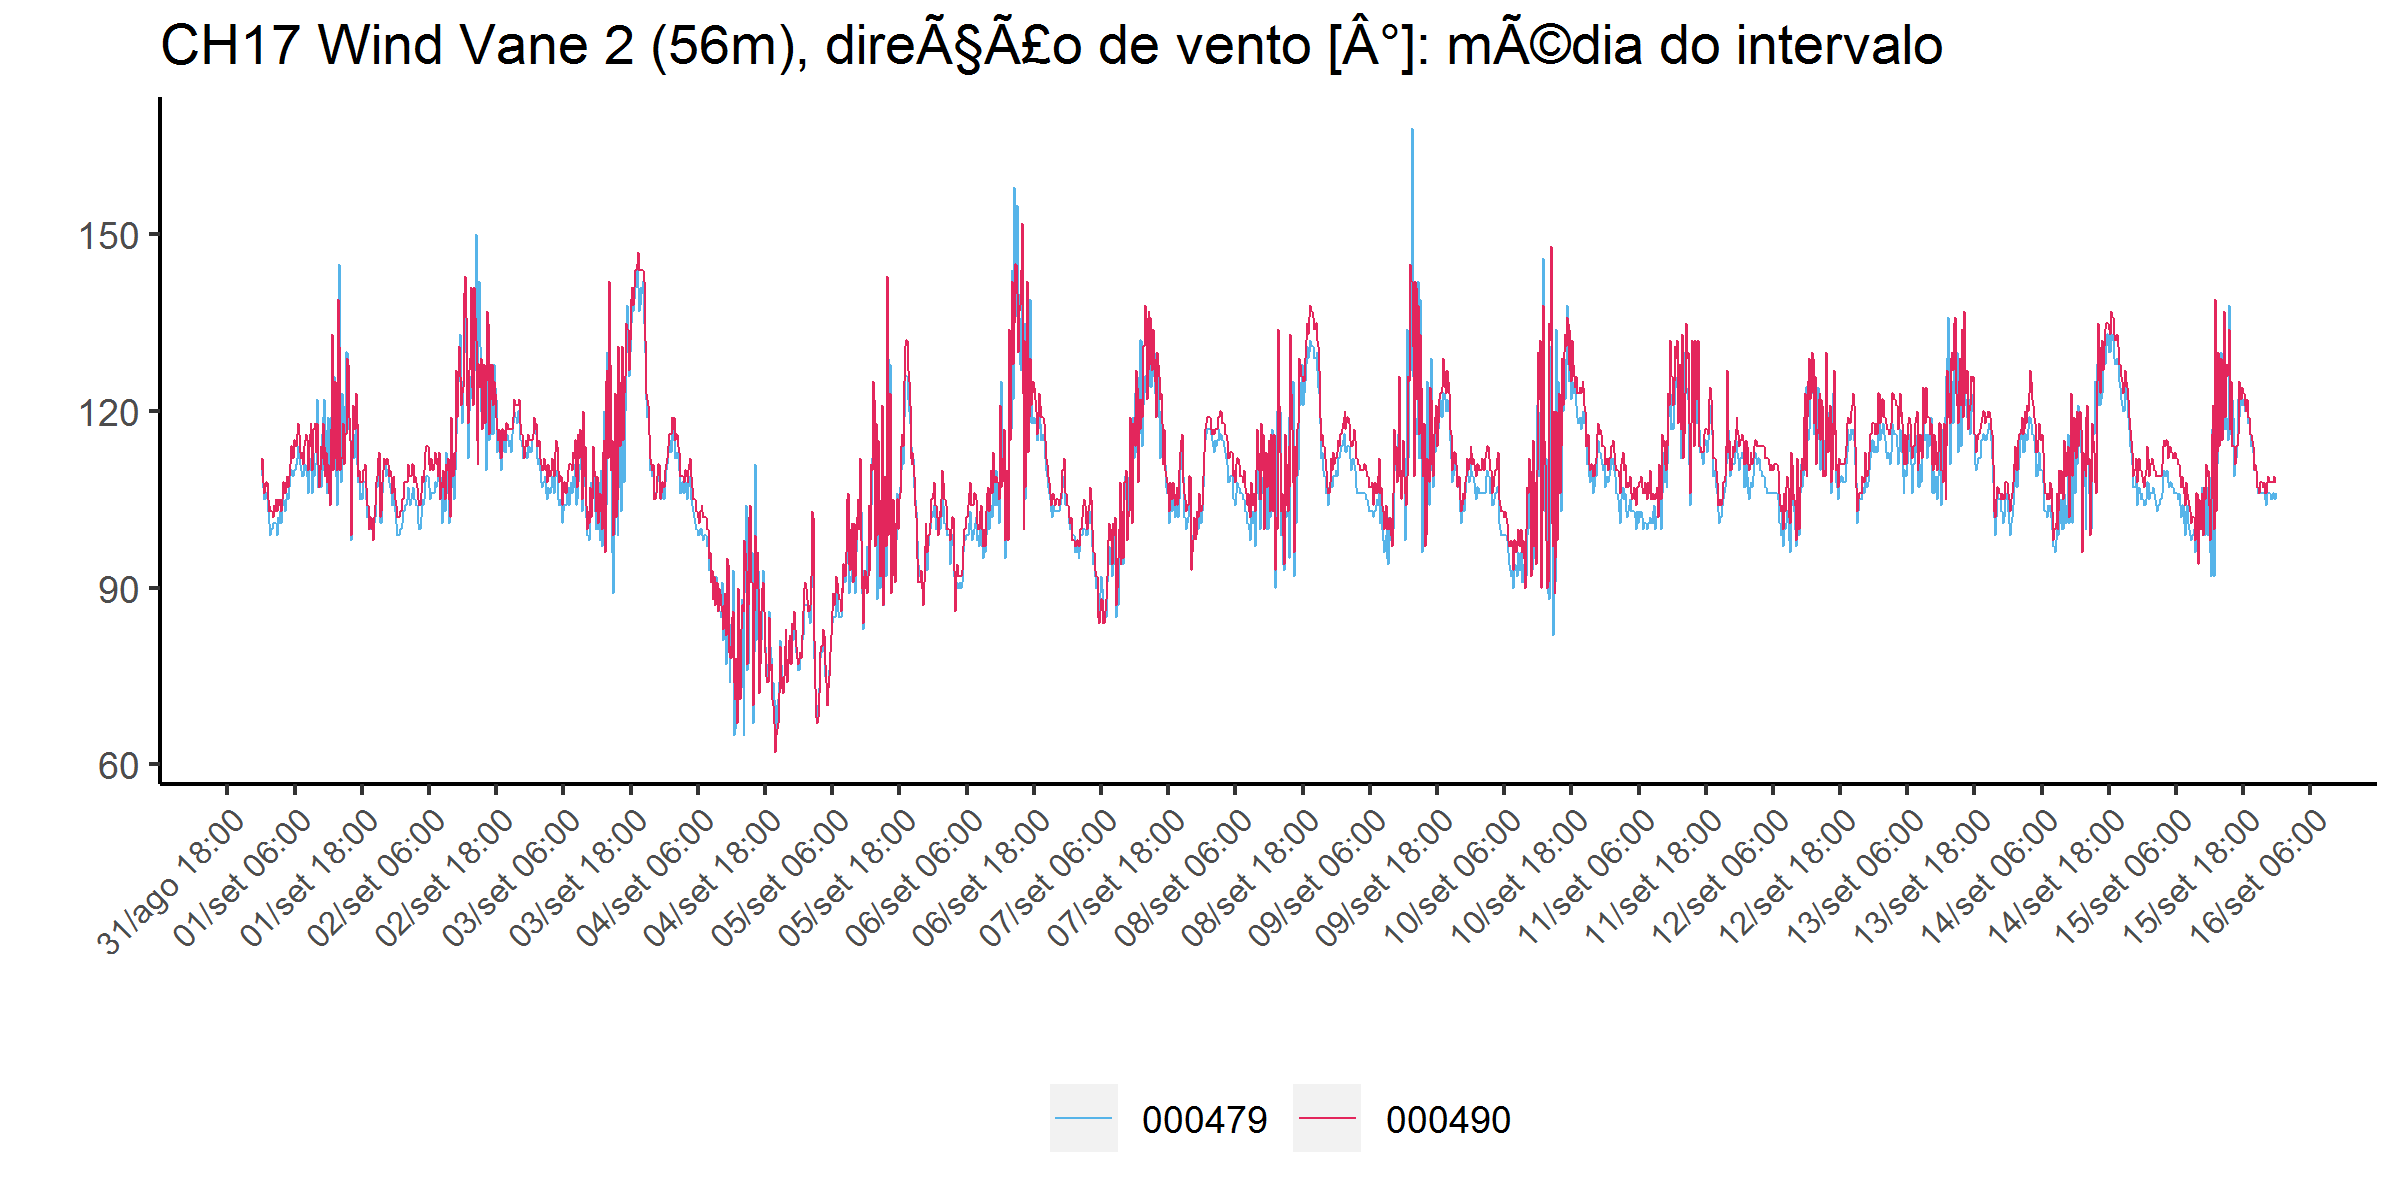 CH17 Wind Vane 2 (56m), direÃ§Ã£o de vento [Â°]: mÃ©dia do intervalo
150
120
90
60
31/ago 18:00
01/set 06:00
01/set 18:00
02/set 06:00
02/set 18:00
03/set 06:00
03/set 18:00
04/set 06:00
04/set 18:00
05/set 06:00
05/set 18:00
06/set 06:00
06/set 18:00
07/set 06:00
07/set 18:00
08/set 06:00
08/set 18:00
09/set 06:00
09/set 18:00
10/set 06:00
10/set 18:00
11/set 06:00
11/set 18:00
12/set 06:00
12/set 18:00
13/set 06:00
13/set 18:00
14/set 06:00
14/set 18:00
15/set 06:00
15/set 18:00
16/set 06:00
000479 000490